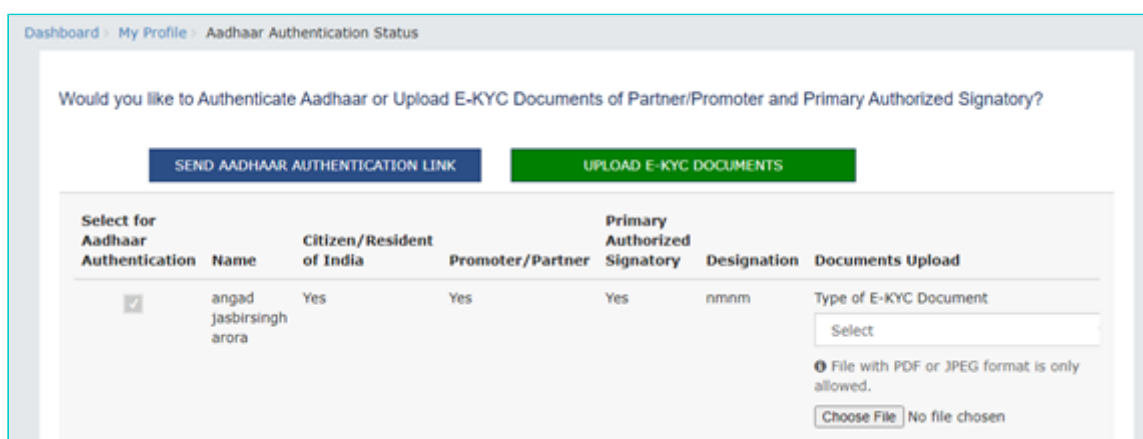 Dashboard > My Profile > Aadhaar Authentication Status
Would you like to Authenticate Aadhaar or Upload E-KYC Documents of Partner/Promoter and Primary Authorized Signatory?
SEND AADHAAR AUTHENTICATION LINK
UPLOAD E-KYC DOCUMENTS
Select for
Aadhaar
Authentication
Name
Citizen/Resident
of India
Promoter/Partner
Primary
Authorized
Signatory
Designation
Documents Upload
angad
jasbirsingh
arora
Yes
Yes
Yes
nmnm
Type of E-KYC Document
Select
File with PDF or JPEG format is only
allowed.
Choose File No file chosen